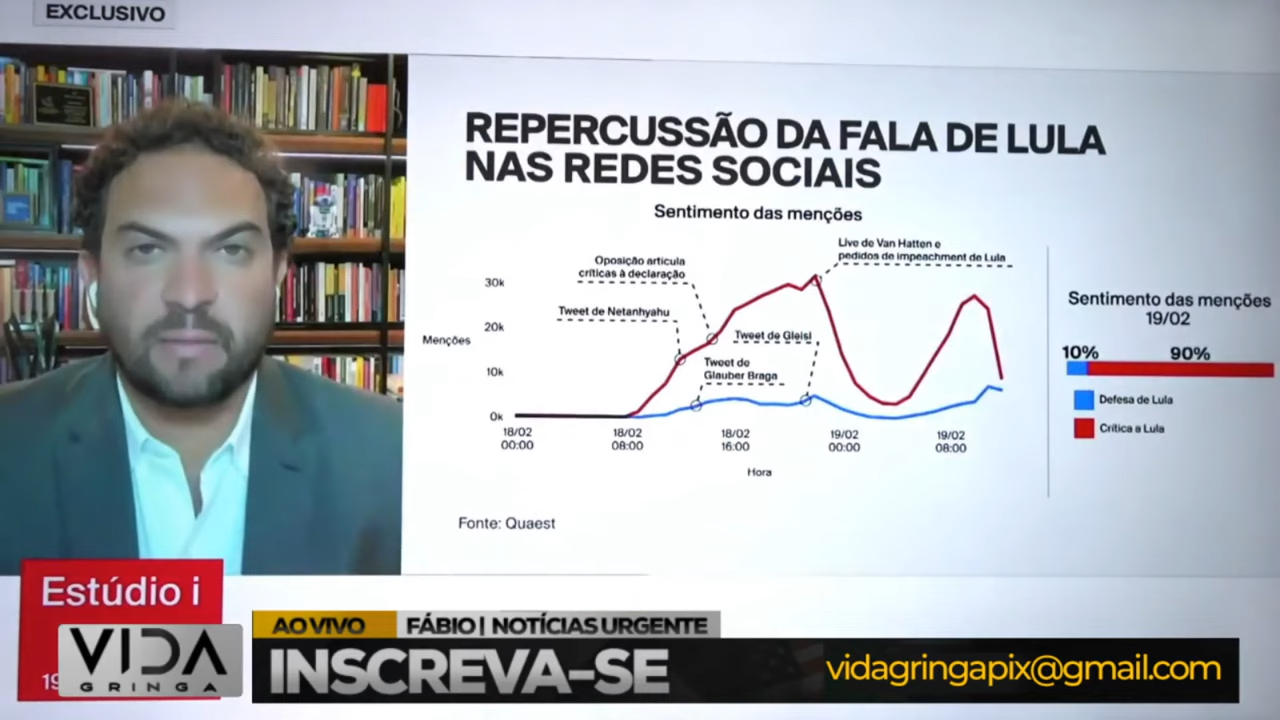 EXCLUSIVO
REPERCUSSÃO DA FALA DE LULA
NAS REDES SOCIAIS
Sentimento das menções
Live de Van Hatten e
pedidos de impeachment de Lula
Oposição articula
críticas à declaração
Tweet de Netanhyahu
Tweet de Gleisi
Tweet de
Glauber Braga
Menções
30k
20k
10k
0k
18/02
00:00
18/02
08:00
18/02
16:00
19/02
00:00
19/02
08:00
Hora
Sentimento das menções
19/02
10% 90%
Defesa de Lula
Crítica a Lula
Fonte: Quaest
Estúdio i
19
VIDA
GRINGA
AO VIVO FÁBIO | NOTÍCIAS URGENTE
INSCREVA-SE
vidagringapix@gmail.com